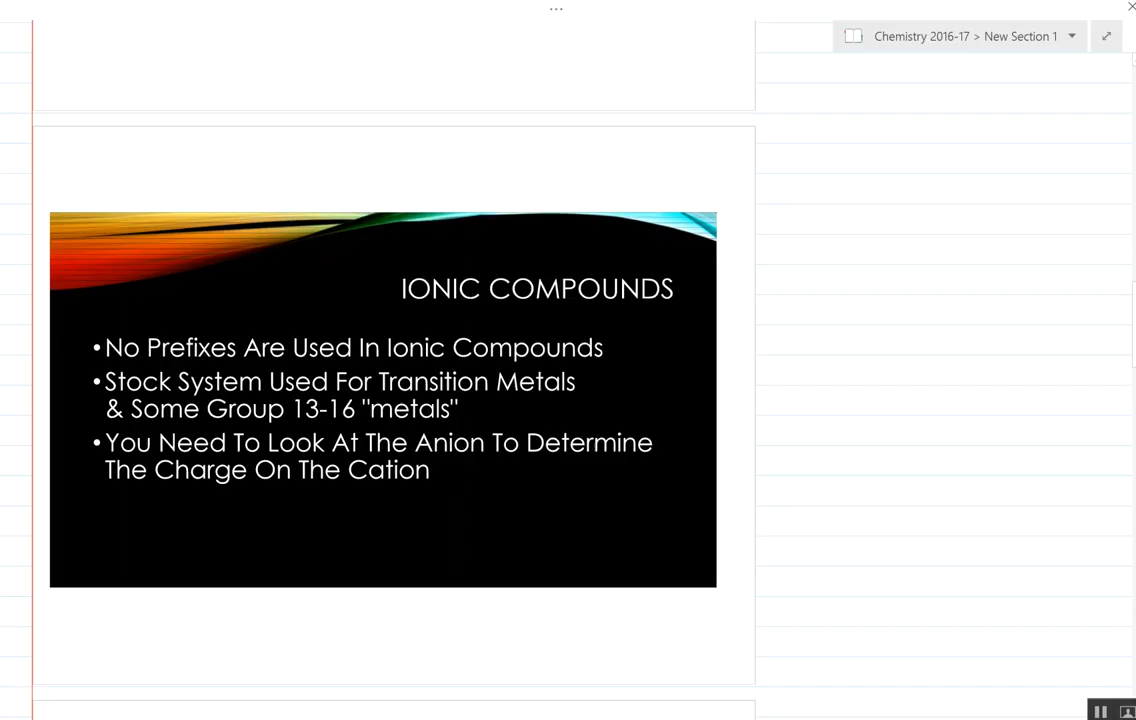 ...
Chemistry 2016-17 > New Section 1
IONIC COMPOUNDS
•No Prefixes Are Used In Ionic Compounds
•Stock System Used For Transition Metals
& Some Group 13-16 "metals"
•You Need To Look At The Anion To Determine
The Charge On The Cation